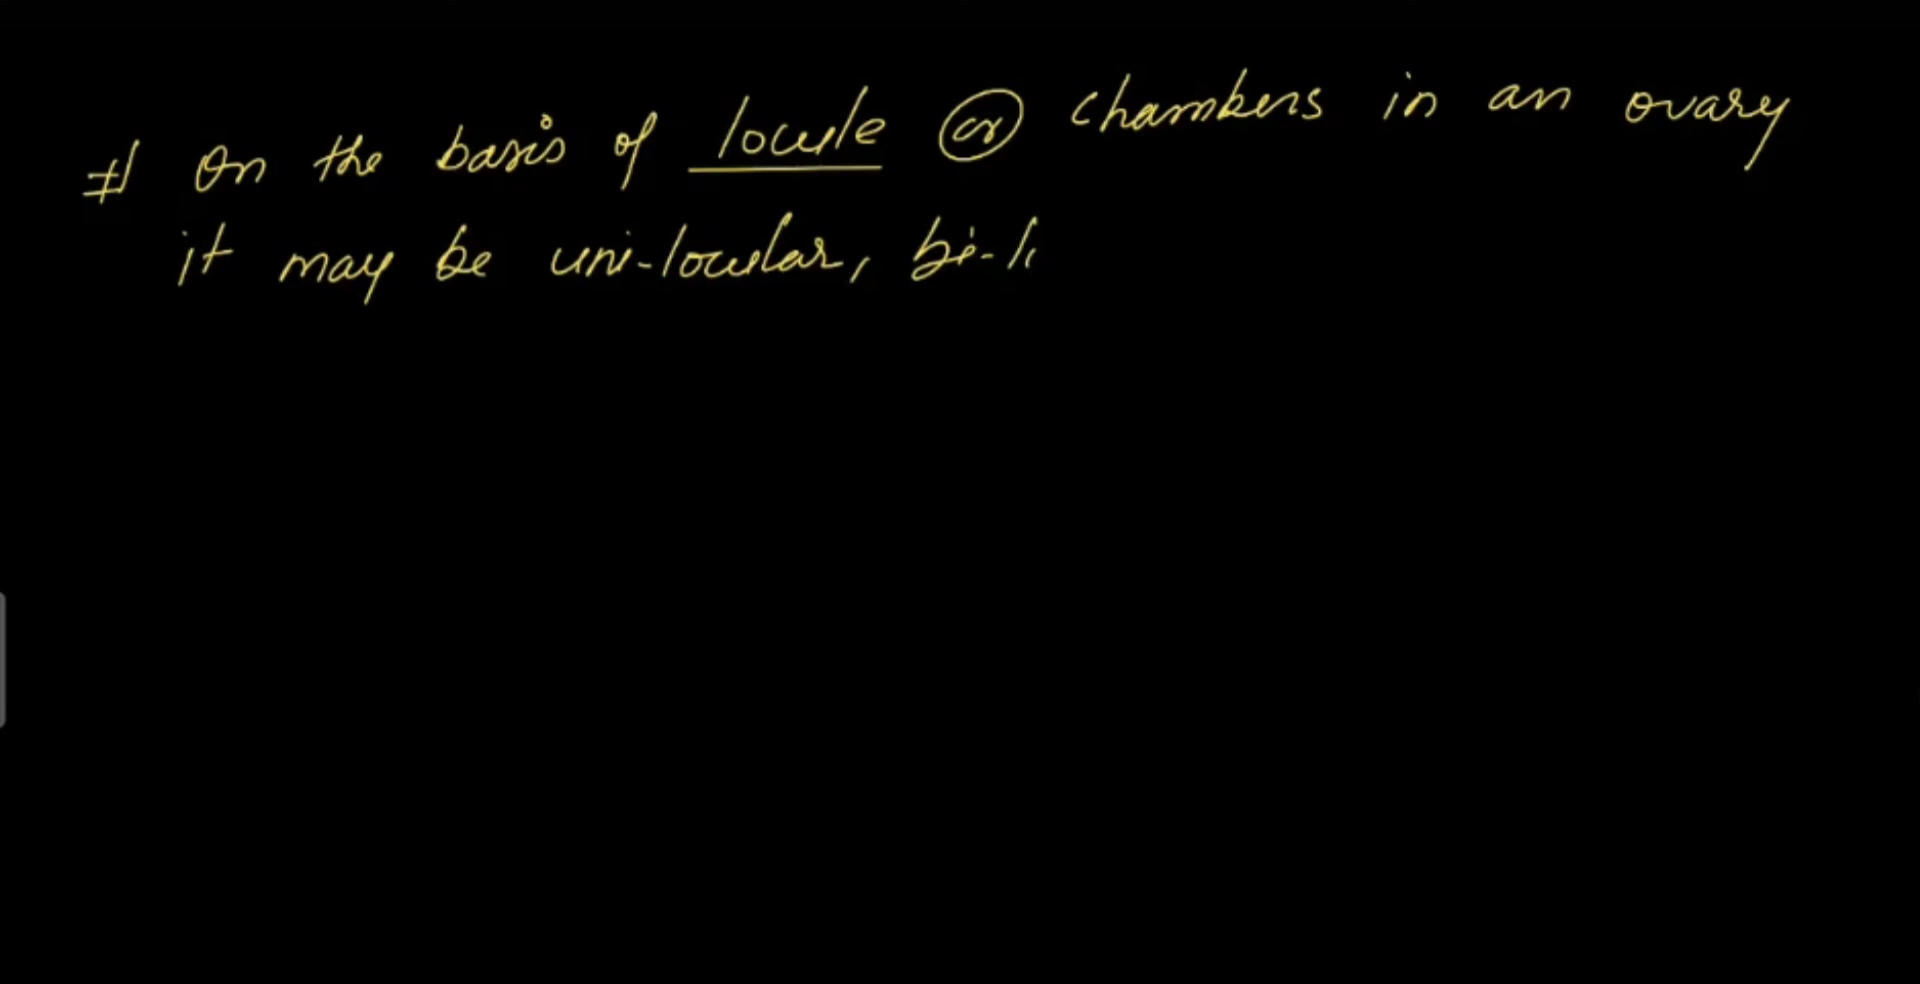 # On the basis of locule or chambers in an ovary
it may be uni-locular, bi-l